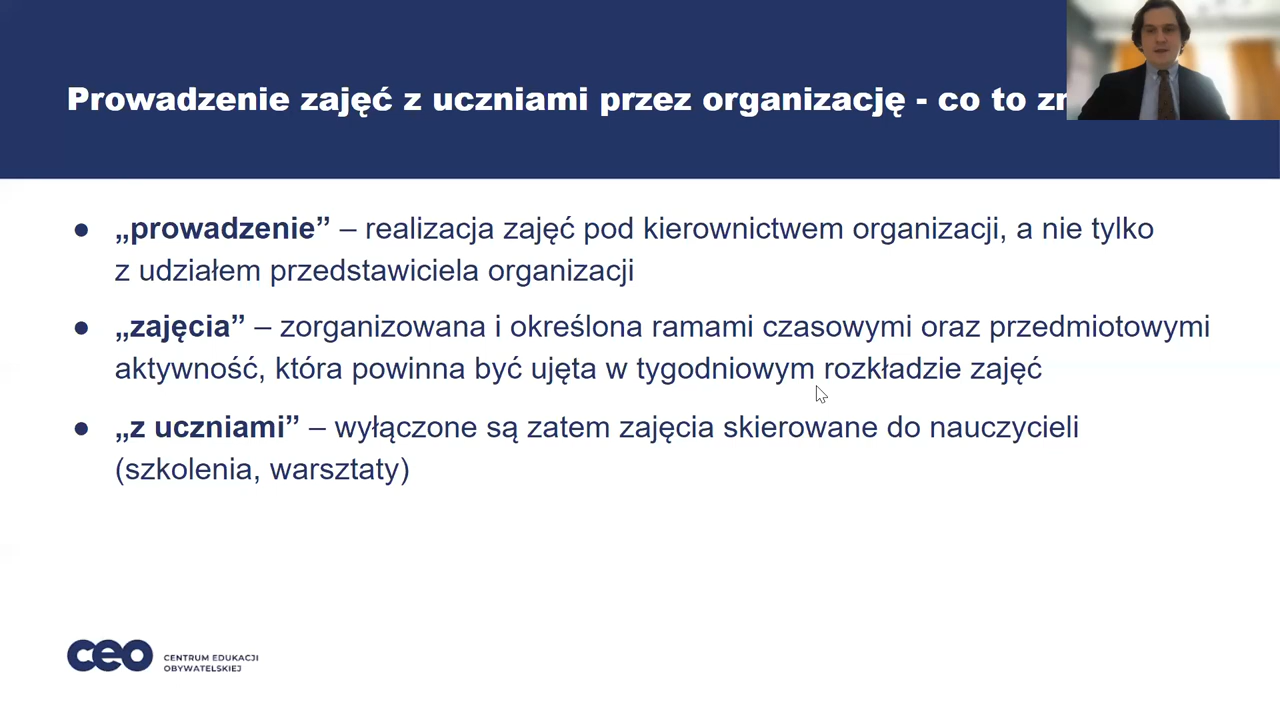 Prowadzenie zajęć z uczniami przez organizację - co to
● „prowadzenie” – realizacja zajęć pod kierownictwem organizacji, a nie tylko
z udziałem przedstawiciela organizacji
● „zajęcia” – zorganizowana i określona ramami czasowymi oraz przedmiotowymi
aktywność, która powinna być ujęta w tygodniowym rozkładzie zajęć
● „z uczniami” – wyłączone są zatem zajęcia skierowane do nauczycieli
(szkolenia, warsztaty)
ceo
CENTRUM EDUKACJI
OBYWATELSKIEJ